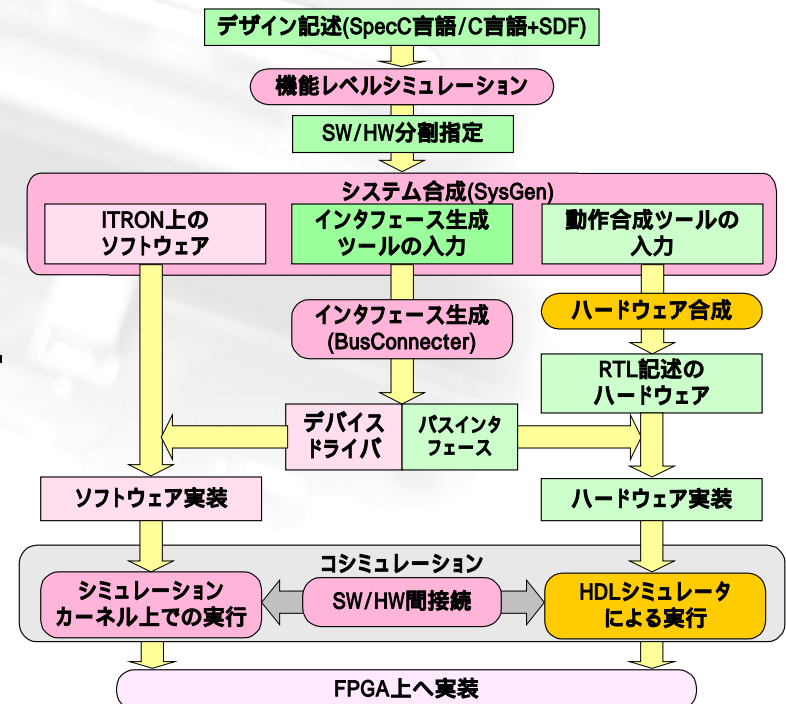 デザイン記述(SpecC言語/C言語+SDF)
機能レベルシミュレーション
SW/HW分割指定
システム合成(SysGen)
ITRON上の
ソフトウェア
インタフェース生成
ツールの入力
動作合成ツールの
入力
インタフェース生成
(BusConnecter)
ハードウェア合成
RTL記述の
ハードウェア
デバイス
ドライバ
バスインタ
フェース
ソフトウェア実装
ハードウェア実装
コシミュレーション
シミュレーション
カーネル上での実行
SW/HW間接続
HDLシミュレータ
による実行
FPGA上へ実装